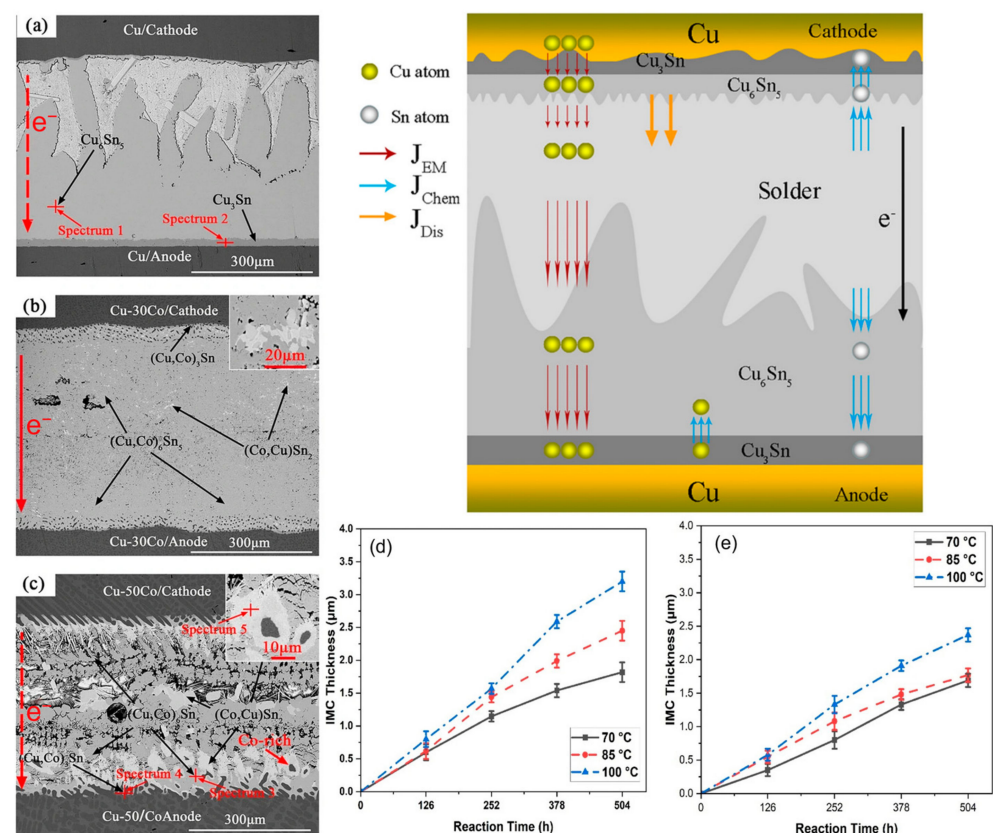 (a)
Cu/Cathode
e⁻
Cu₆Sn₅
Spectrum 1
Cu₃Sn
Spectrum 2
Cu/Anode
300μm
(b)
Cu-30Co/Cathode
(Cu,Co)₃Sn
20μm
e⁻
(Cu,Co)₆Sn₅
(Co,Cu)Sn₂
Cu-30Co/Anode
300μm
(c)
Cu-50Co/Cathode
Spectrum 5
10μm
e⁻
(Cu,Co) Sn
(Co,Cu)Sn₂
Co-rich
(Cu,Co) Sn
Spectrum 4
Spectrum 3
Cu-50/CoAnode
300μm
Cu atom
Sn atom
J_EM
J_Chem
J_Dis
Cu
Cathode
Cu₃Sn
Cu₆Sn₅
Solder
e⁻
Cu₆Sn₅
Cu₃Sn
Cu
Anode
(d)
IMC Thickness (μm)
4.0
3.5
3.0
2.5
2.0
1.5
1.0
0.5
0.0
70 °C
85 °C
100 °C
0 126 252 378 504
Reaction Time (h)
(e)
IMC Thickness (μm)
4.0
3.5
3.0
2.5
2.0
1.5
1.0
0.5
0.0
70 °C
85 °C
100 °C
0 126 252 378 504
Reaction Time (h)